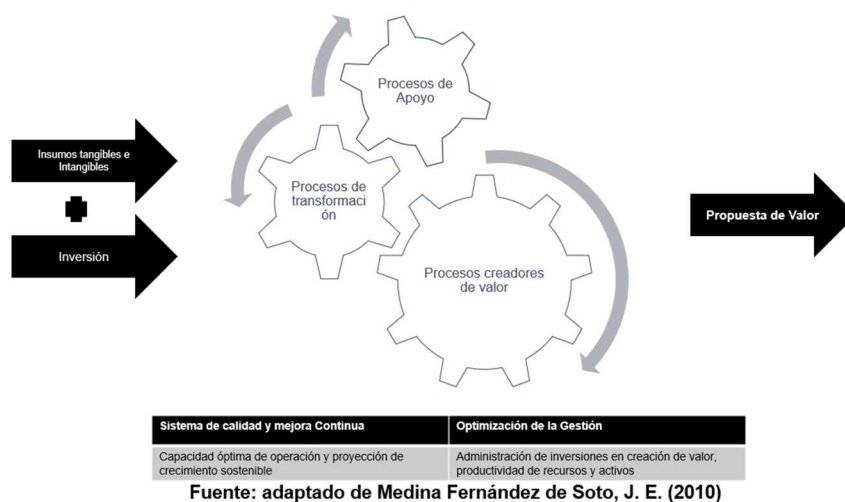 Procesos de
Apoyo
Insumos tangibles e
Intangibles
Procesos de
transformaci
ón
Propuesta de Valor
Inversión
Procesos creadores
de valor
Sistema de calidad y mejora Continua
Optimización de la Gestión
Capacidad óptima de operación y proyección de
crecimiento sostenible
Administración de inversiones en creación de valor,
productividad de recursos y activos
Fuente: adaptado de Medina Fernández de Soto, J. E. (2010)